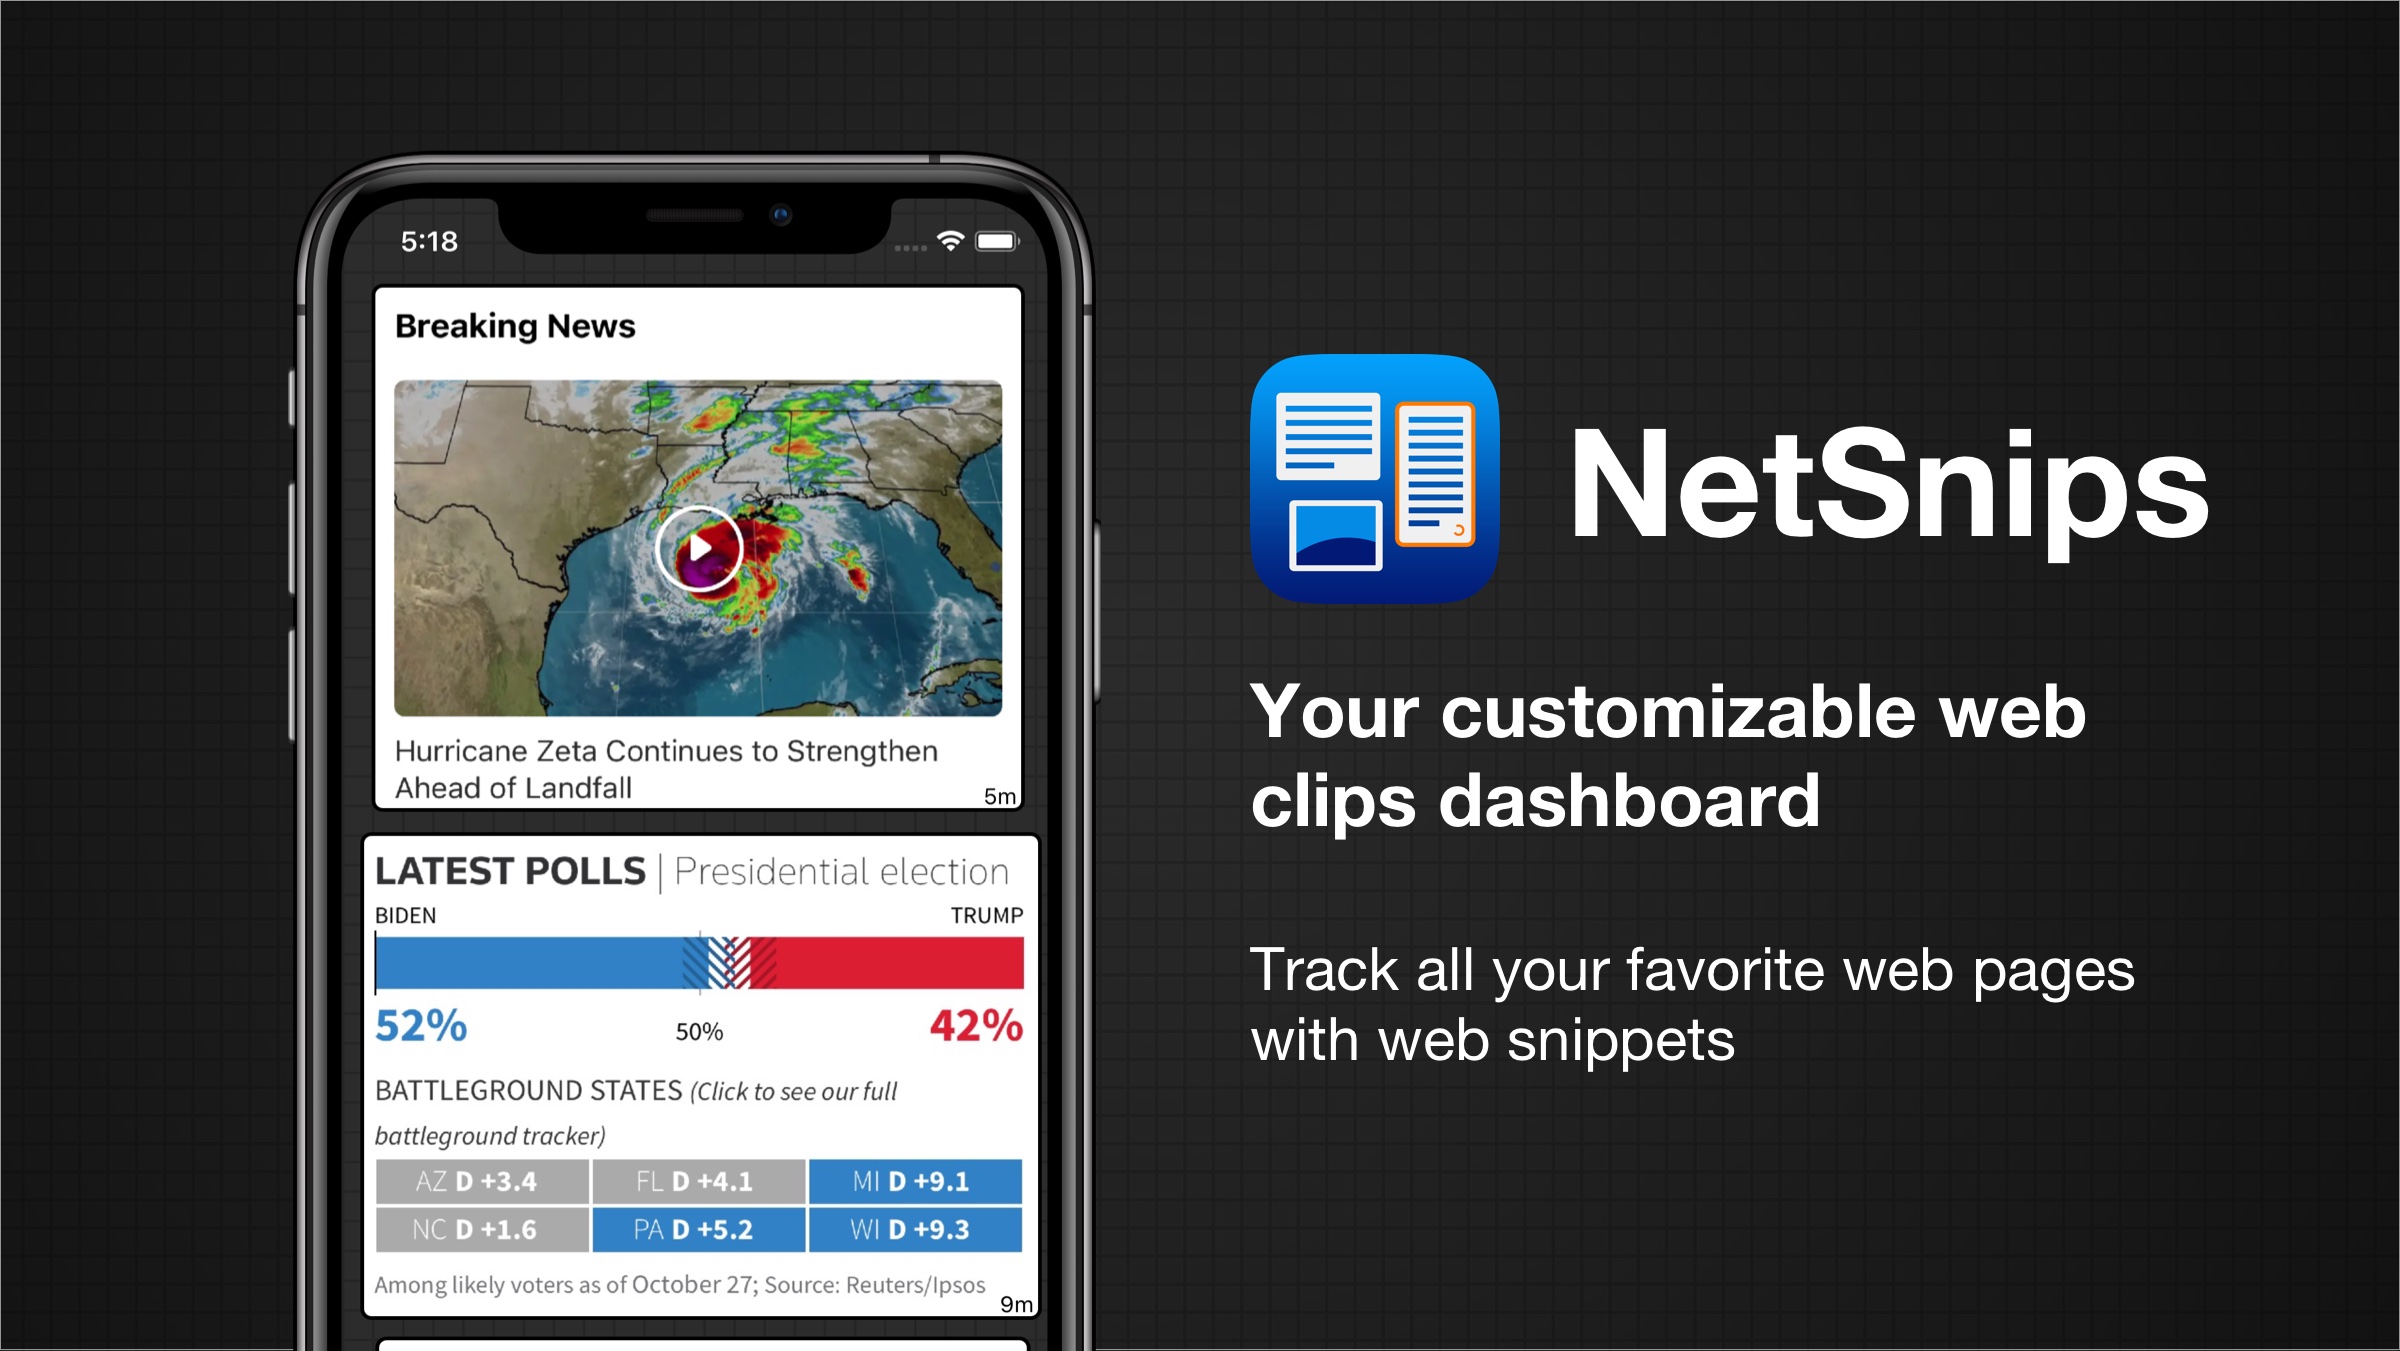 5:18
Breaking News
Hurricane Zeta Continues to Strengthen
Ahead of Landfall
5m
LATEST POLLS | Presidential election
BIDEN TRUMP
52% 50% 42%
BATTLEGROUND STATES (Click to see our full
battleground tracker)
AZ D +3.4 FL D +4.1 MI D +9.1
NC D +1.6 PA D +5.2 WI D +9.3
Among likely voters as of October 27; Source: Reuters/Ipsos
9m
NetSnips
Your customizable web
clips dashboard
Track all your favorite web pages
with web snippets